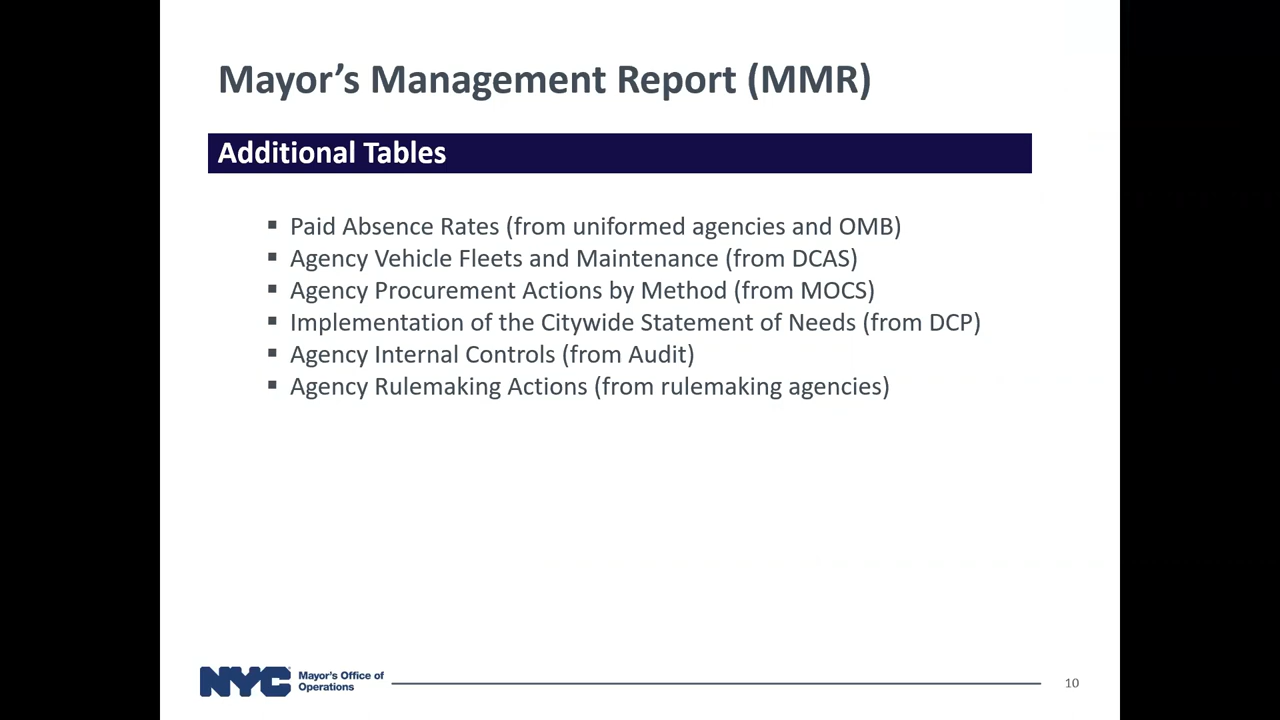 Mayor’s Management Report (MMR)
Additional Tables
▪ Paid Absence Rates (from uniformed agencies and OMB)
▪ Agency Vehicle Fleets and Maintenance (from DCAS)
▪ Agency Procurement Actions by Method (from MOCS)
▪ Implementation of the Citywide Statement of Needs (from DCP)
▪ Agency Internal Controls (from Audit)
▪ Agency Rulemaking Actions (from rulemaking agencies)
NYC
Mayor's Office of
Operations
10